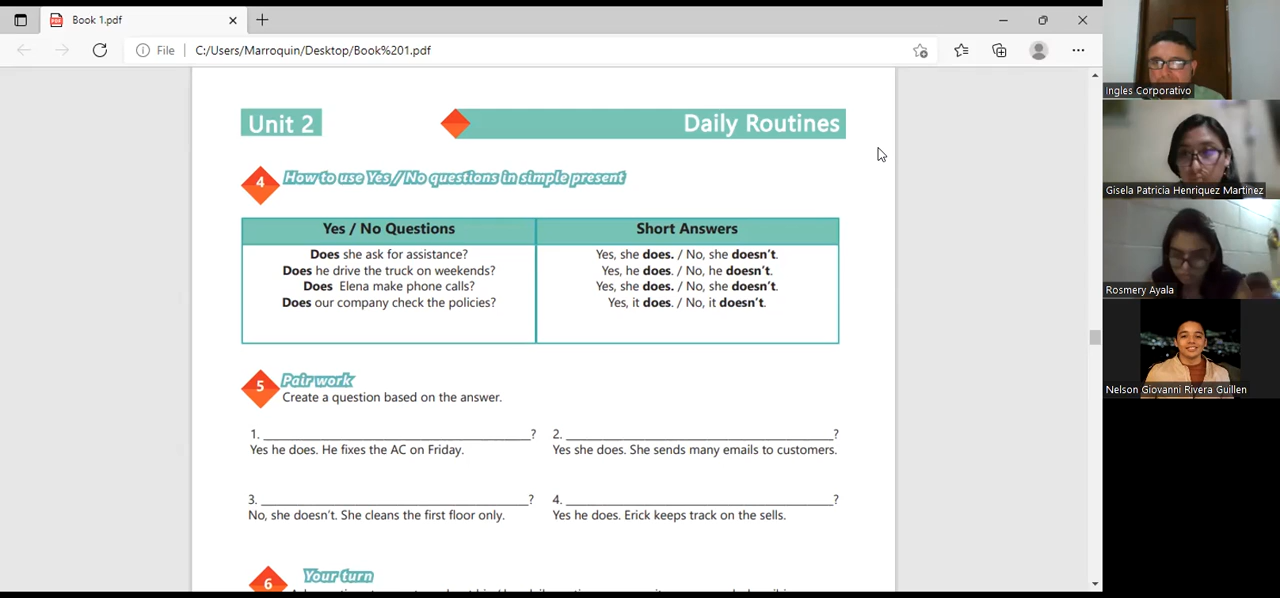 Book 1.pdf
File
C:/Users/Marroquin/Desktop/Book%201.pdf
Unit 2
Daily Routines
4 How to use Yes / No questions in simple present
Yes / No Questions
Short Answers
Does she ask for assistance?
Yes, she does. / No, she doesn't.
Does he drive the truck on weekends?
Yes, he does. / No, he doesn't.
Does Elena make phone calls?
Yes, she does. / No, she doesn't.
Does our company check the policies?
Yes, it does. / No, it doesn't.
5 Pair work
Create a question based on the answer.
1. ______________________________________?
2. ______________________________________?
Yes he does. He fixes the AC on Friday.
Yes she does. She sends many emails to customers.
3. ______________________________________?
4. ______________________________________?
No, she doesn't. She cleans the first floor only.
Yes he does. Erick keeps track on the sells.
6 Your turn
Ingles Corporativo
Gisela Patricia Henriquez Martinez
Rosmery Ayala
Nelson Giovanni Rivera Guillen